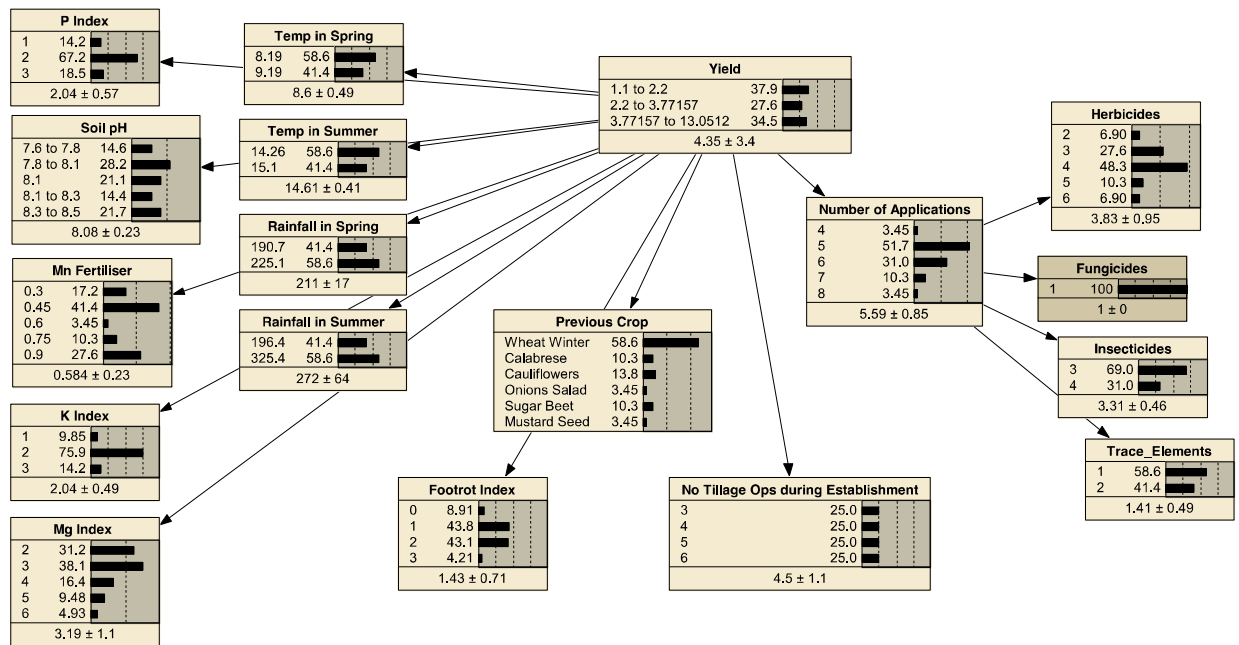 P Index
1 14.2
2 67.2
3 18.5
2.04 ± 0.57
Temp in Spring
8.19 58.6
9.19 41.4
8.6 ± 0.49
Yield
1.1 to 2.2 37.9
2.2 to 3.77157 27.6
3.77157 to 13.0512 34.5
4.35 ± 3.4
Soil pH
7.6 to 7.8 14.6
7.8 to 8.1 28.2
8.1 21.1
8.1 to 8.3 14.4
8.3 to 8.5 21.7
8.08 ± 0.23
Temp in Summer
14.26 58.6
15.1 41.4
14.61 ± 0.41
Herbicides
2 6.90
3 27.6
4 48.3
5 10.3
6 6.90
3.83 ± 0.95
Rainfall in Spring
190.7 41.4
225.1 58.6
211 ± 17
Number of Applications
4 3.45
5 51.7
6 31.0
7 10.3
8 3.45
5.59 ± 0.85
Mn Fertiliser
0.3 17.2
0.45 41.4
0.6 3.45
0.75 10.3
0.9 27.6
0.584 ± 0.23
Fungicides
1 100
1 ± 0
Rainfall in Summer
196.4 41.4
325.4 58.6
272 ± 64
Previous Crop
Wheat Winter 58.6
Calabrese 10.3
Cauliflowers 13.8
Onions Salad 3.45
Sugar Beet 10.3
Mustard Seed 3.45
Insecticides
3 69.0
4 31.0
3.31 ± 0.46
K Index
1 9.85
2 75.9
3 14.2
2.04 ± 0.49
Trace_Elements
1 58.6
2 41.4
1.41 ± 0.49
Footrot Index
0 8.91
1 43.8
2 43.1
3 4.21
1.43 ± 0.71
No Tillage Ops during Establishment
3 25.0
4 25.0
5 25.0
6 25.0
4.5 ± 1.1
Mg Index
2 31.2
3 38.1
4 16.4
5 9.48
6 4.93
3.19 ± 1.1